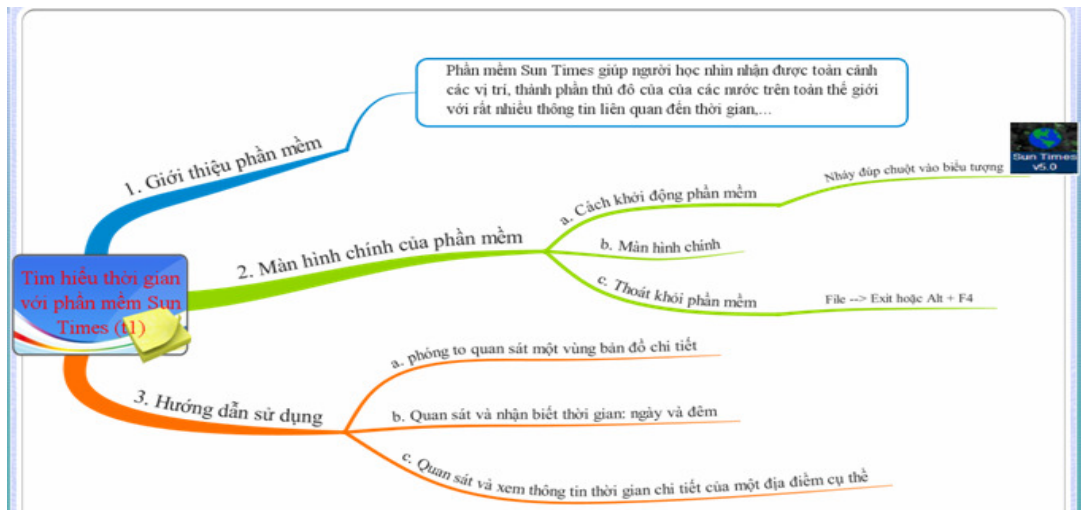 Phần mềm Sun Times giúp người học nhìn nhận được toàn cảnh
các vị trí, thành phần thủ đô của của các nước trên toàn thế giới
với rất nhiều thông tin liên quan đến thời gian,...
1. Giới thiệu phần mềm
Sun Times
v5.0
Nháy đúp chuột vào biểu tượng
a. Cách khởi động phần mềm
2. Màn hình chính của phần mềm
b. Màn hình chính
c. Thoát khỏi phần mềm
File --> Exit hoặc Alt + F4
Tìm hiểu thời gian
với phần mềm Sun
Times (t1)
a. phóng to quan sát một vùng bản đồ chi tiết
3. Hướng dẫn sử dụng
b. Quan sát và nhận biết thời gian: ngày và đêm
c. Quan sát và xem thông tin thời gian chi tiết của một địa điểm cụ thể